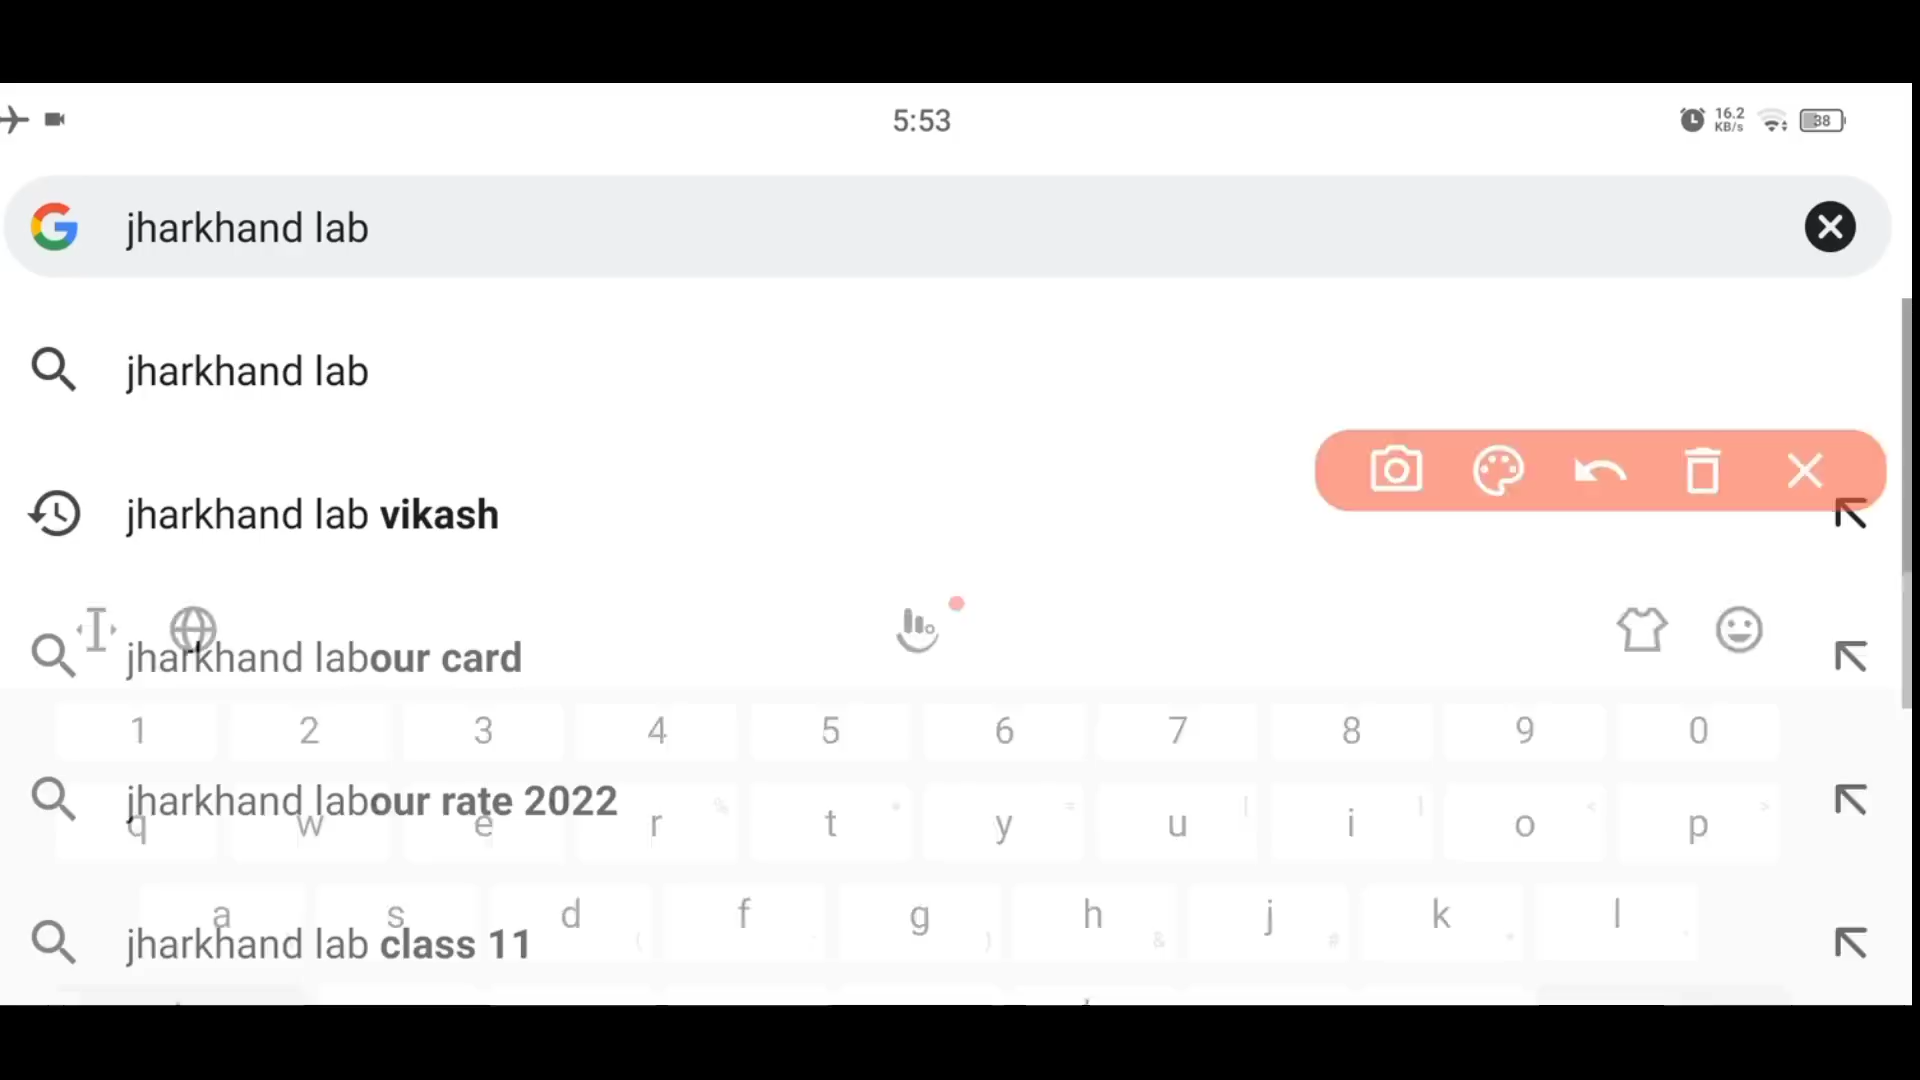 5:53
16.2
KB/s
38
jharkhand lab
jharkhand lab
jharkhand lab vikash
jharkhand labour card
1 2 3 4 5 6 7 8 9 0
jharkhand labour rate 2022
q w e r t y u i o p
a s d f g h j k l
jharkhand lab class 11